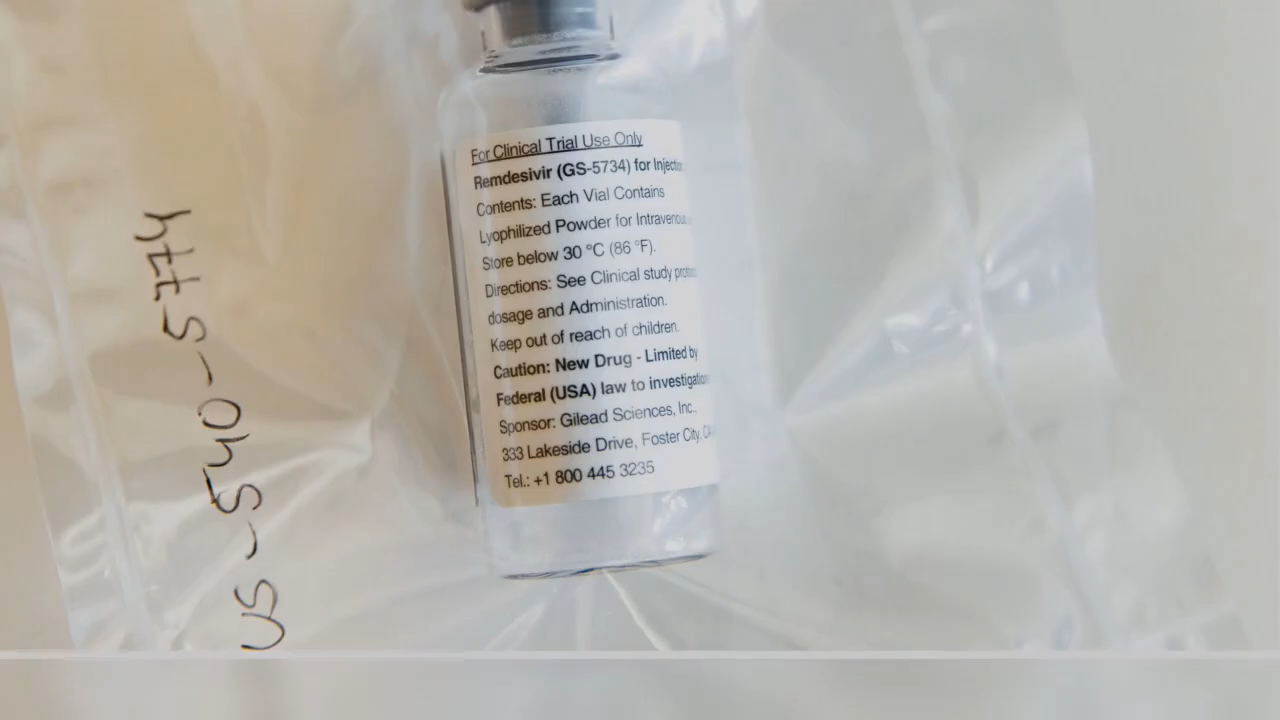 For Clinical Trial Use Only
Remdesivir (GS-5734) for Injection
Contents: Each Vial Contains
Lyophilized Powder for Intravenous
Store below 30 °C (86 °F).
Directions: See Clinical study
dosage and Administration.
Keep out of reach of children.
Caution: New Drug - Limited by
Federal (USA) law to
Sponsor: Gilead Sciences, Inc.,
333 Lakeside Drive, Foster City, CA
Tel.: +1 800 445 3235
US-540-5774